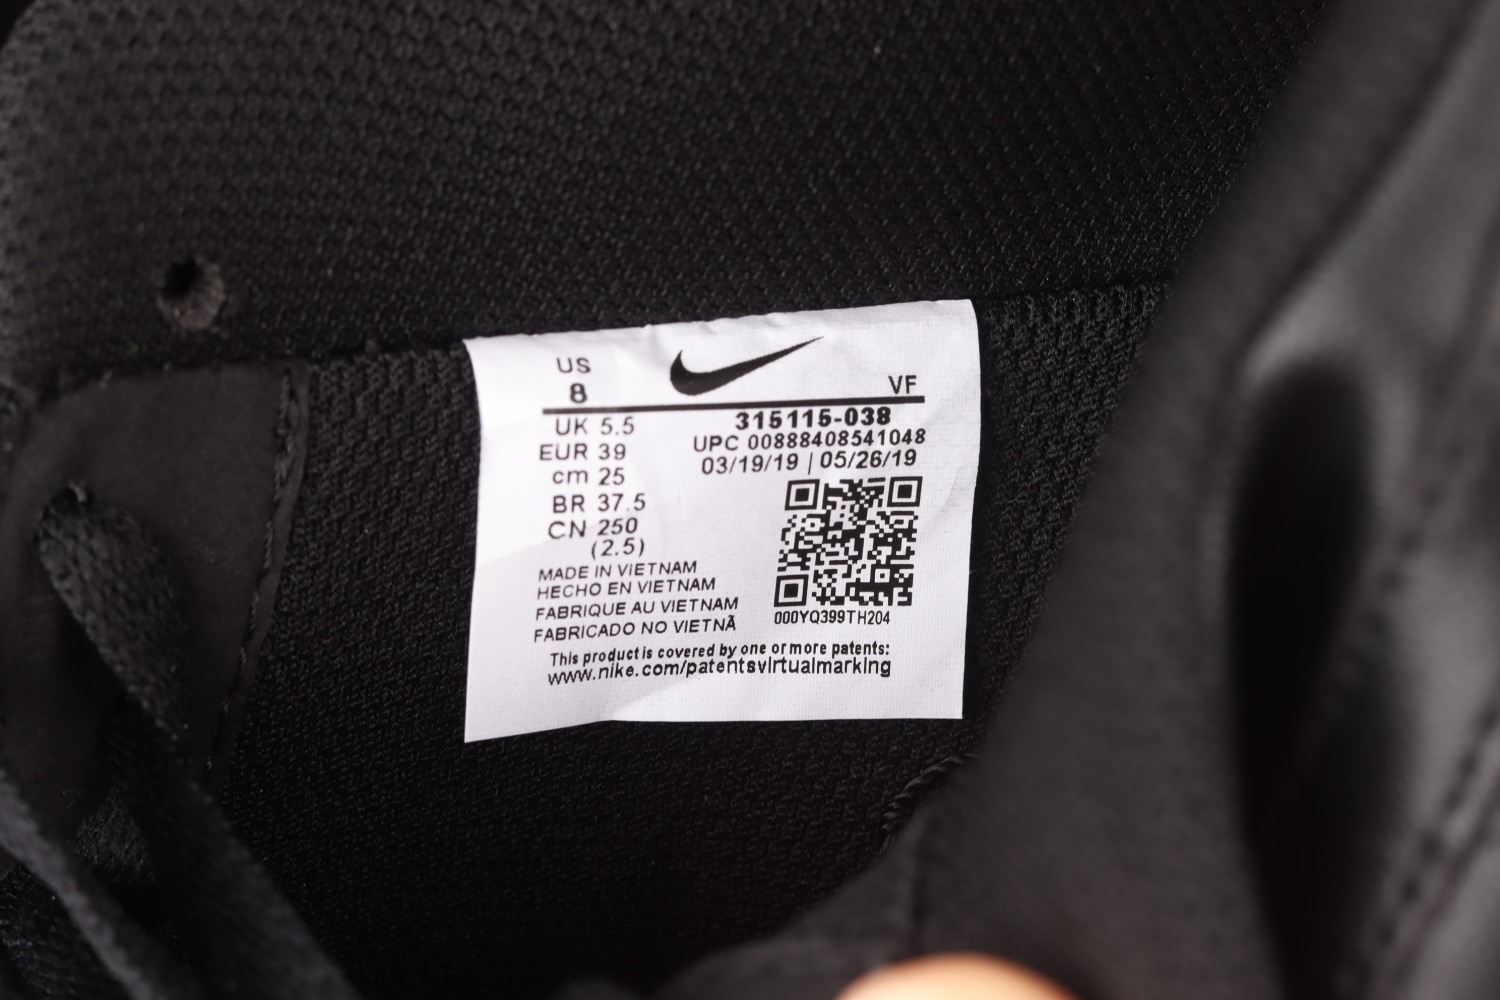 US
8
VF
315115-038
UK 5.5
UPC 00888408541048
EUR 39
03/19/19 | 05/26/19
cm 25
BR 37.5
CN 250
(2.5)
MADE IN VIETNAM
HECHO EN VIETNAM
FABRIQUE AU VIETNAM
FABRICADO NO VIETNÃ
000YQ399TH204
This product is covered by one or more patents:
www.nike.com/patentsvirtualmarking